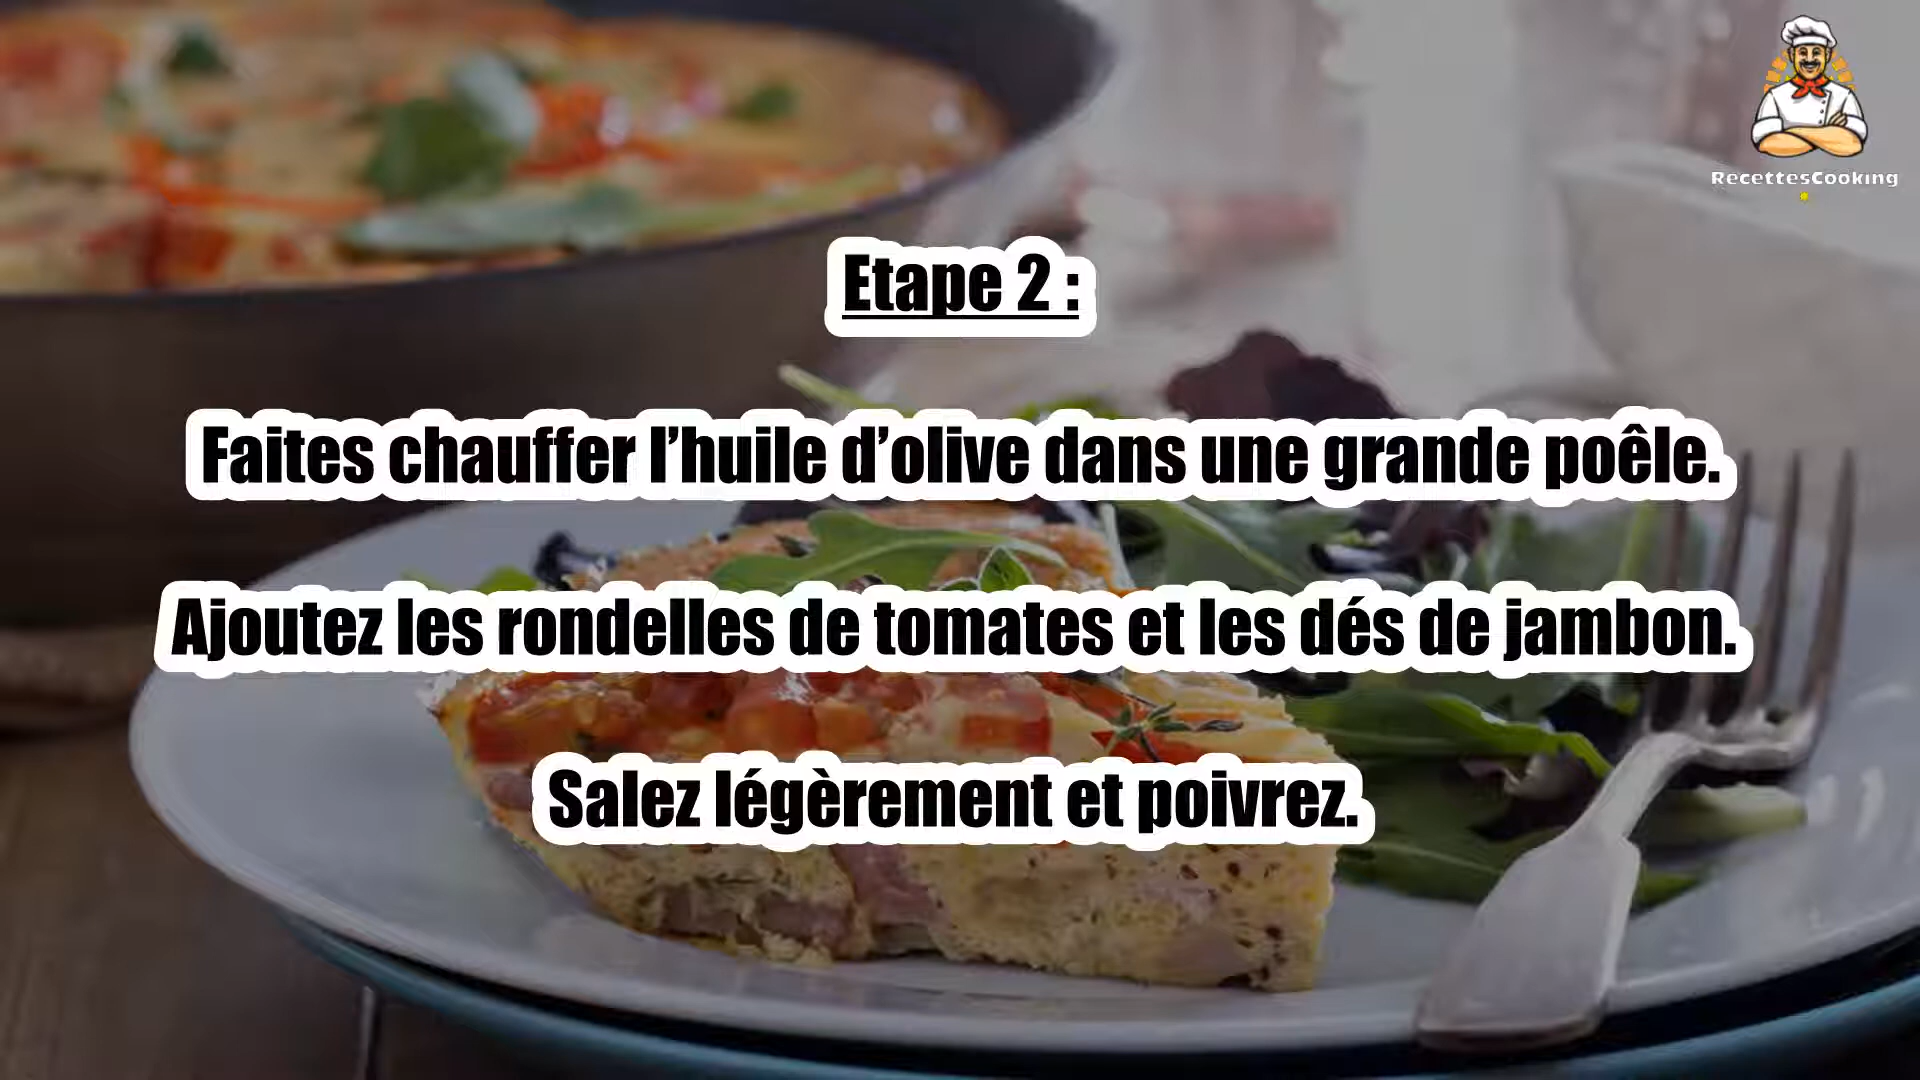 RecettesCooking
Etape 2 :
Faites chauffer l’huile d’olive dans une grande poêle.
Ajoutez les rondelles de tomates et les dés de jambon.
Salez légèrement et poivrez.